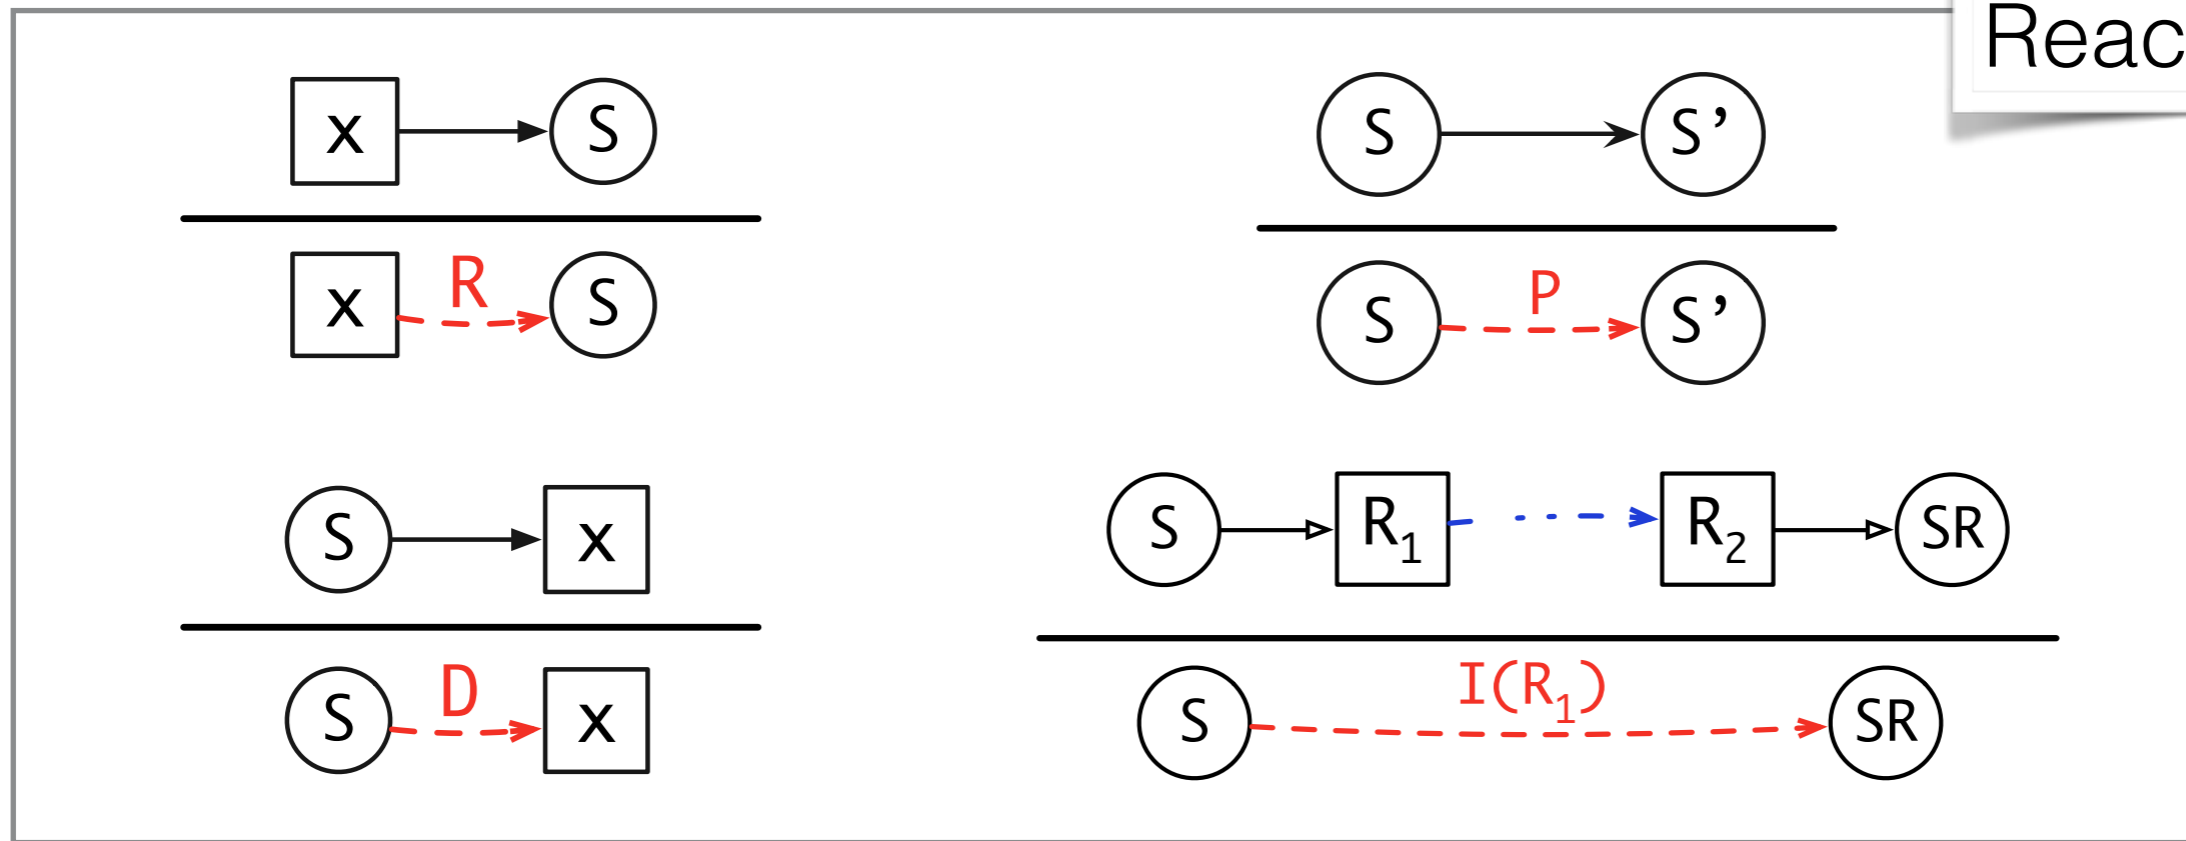 Reac
x S
x R S
S S’
S P S’
S x
S D x
S R1 R2 SR
S I(R1) SR